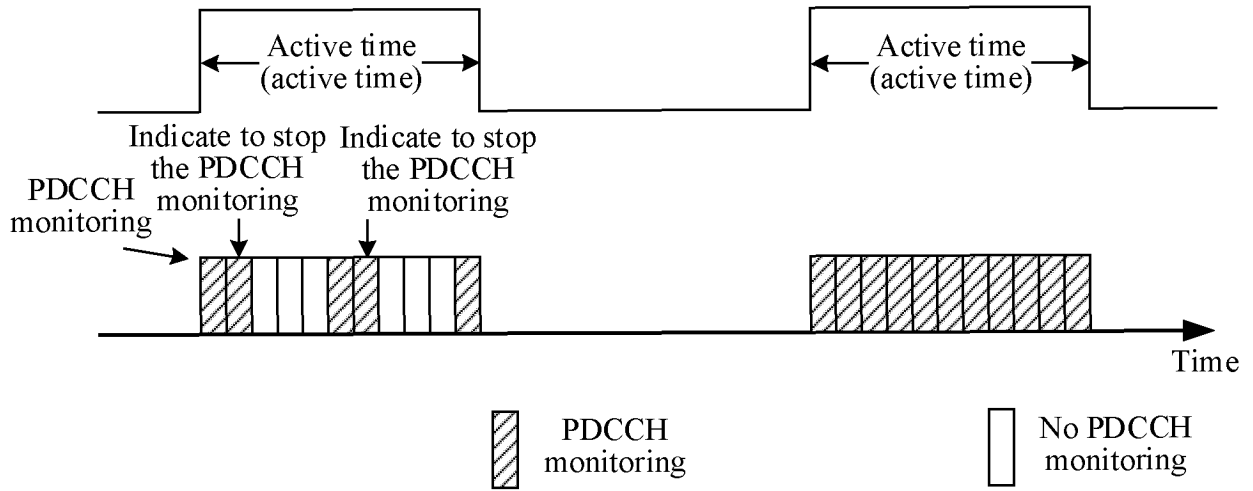 Active time
(active time)
Active time
(active time)
Indicate to stop
the PDCCH
monitoring
Indicate to stop
the PDCCH
monitoring
PDCCH
monitoring
Time
PDCCH
monitoring
No PDCCH
monitoring